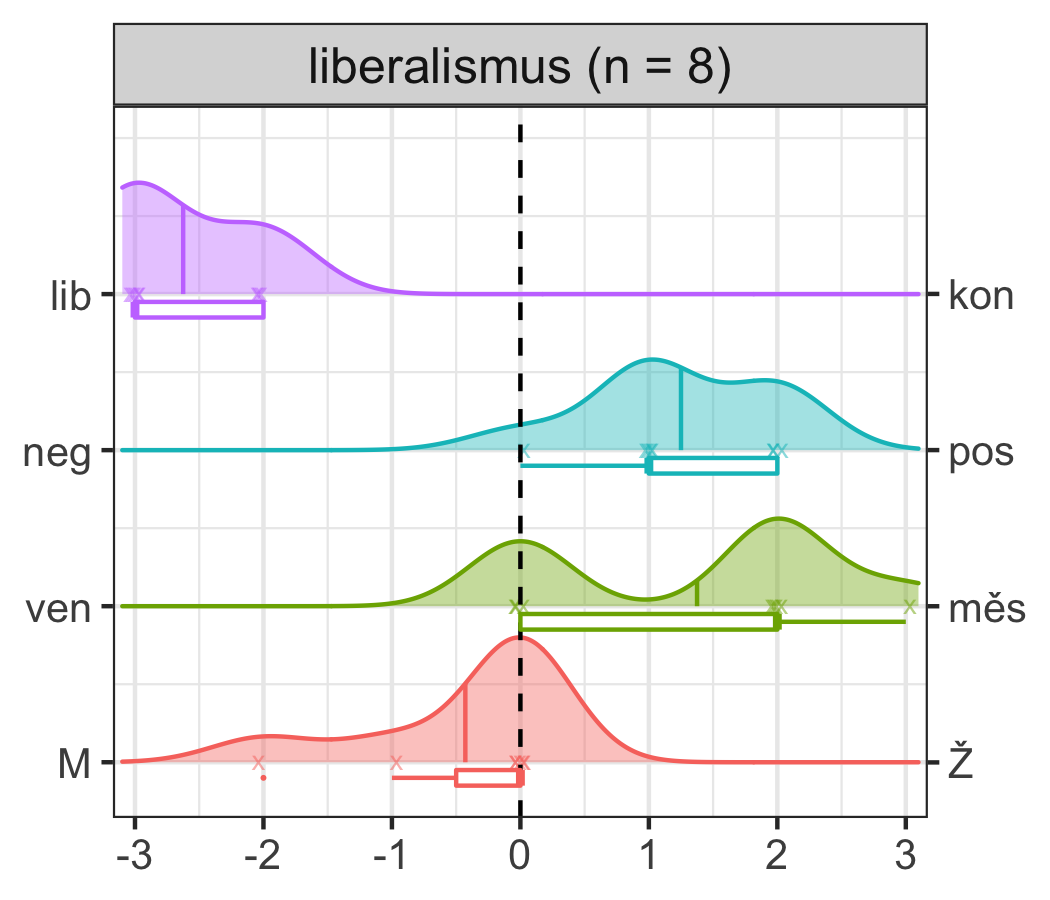 liberalismus (n = 8)
lib kon
neg pos
ven měs
M Ž
-3 -2 -1 0 1 2 3